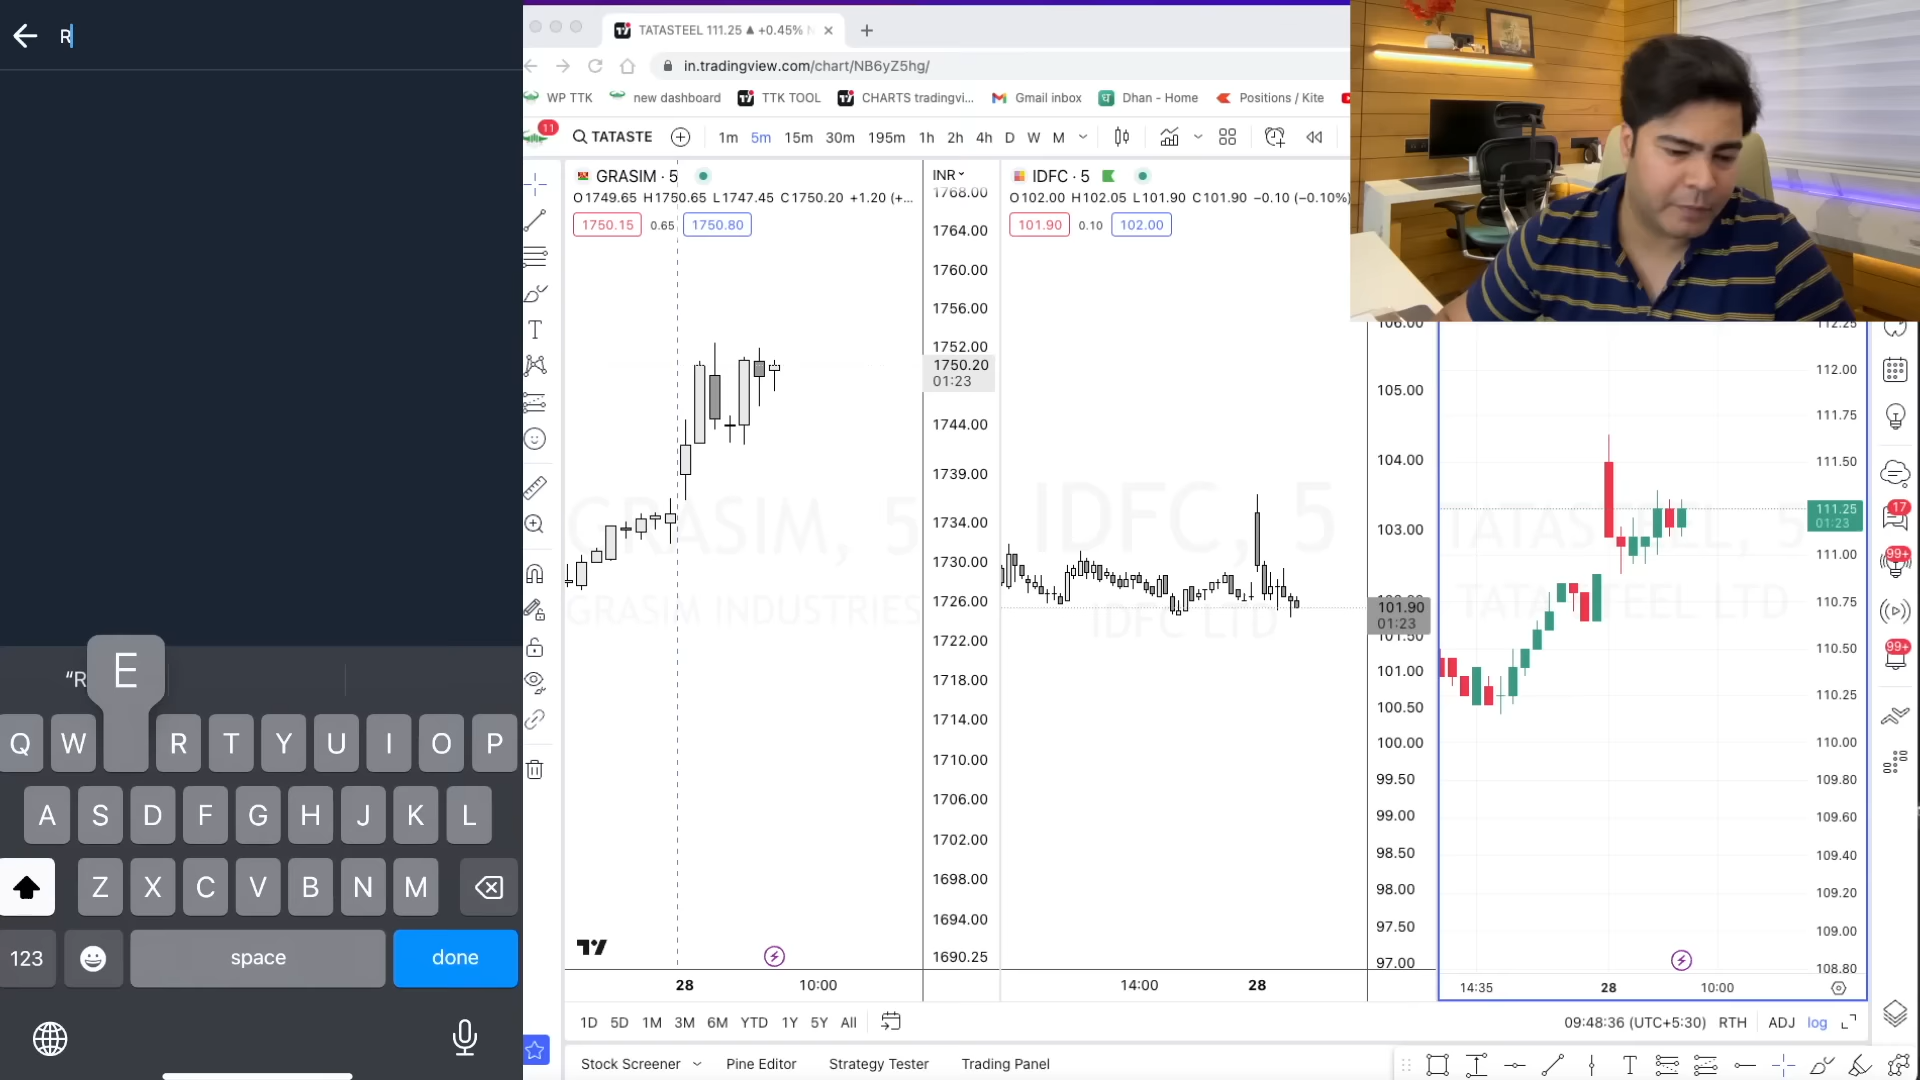 R
"R
E
Q W R T Y U I O P
A S D F G H J K L
Z X C V B N M
123 space done
TATASTEEL 111.25 ▲ +0.45%
in.tradingview.com/chart/NB6yZ5hg/
WP TTK new dashboard TTK TOOL CHARTS tradingvi... Gmail inbox Dhan - Home Positions / Kite
11 TATASTE 1m 5m 15m 30m 195m 1h 2h 4h D W M
GRASIM · 5
O1749.65 H1750.65 L1747.45 C1750.20 +1.20 (+...
1750.15 0.65 1750.80
INR
1768.00
1764.00
1760.00
1756.00
1752.00
1750.20
01:23
1744.00
1739.00
1734.00
1730.00
1726.00
1722.00
1718.00
1714.00
1710.00
1706.00
1702.00
1698.00
1694.00
1690.25
GRASIM, 5
GRASIM INDUSTRIES
28 10:00
IDFC · 5
O102.00 H102.05 L101.90 C101.90 −0.10 (−0.10%)
101.90 0.10 102.00
106.00
105.00
104.00
103.00
101.90
01:23
101.50
101.00
100.50
100.00
99.50
99.00
98.50
98.00
97.50
97.00
IDFC, 5
IDFC LTD
14:00 28
112.25
112.00
111.75
111.50
111.25
01:23
111.00
110.75
110.50
110.25
110.00
109.80
109.60
109.40
109.20
109.00
108.80
TATASTEEL, 5
TATA STEEL LTD
14:35 28 10:00
17
99+
99+
1D 5D 1M 3M 6M YTD 1Y 5Y All
09:48:36 (UTC+5:30) RTH ADJ log
Stock Screener Pine Editor Strategy Tester Trading Panel